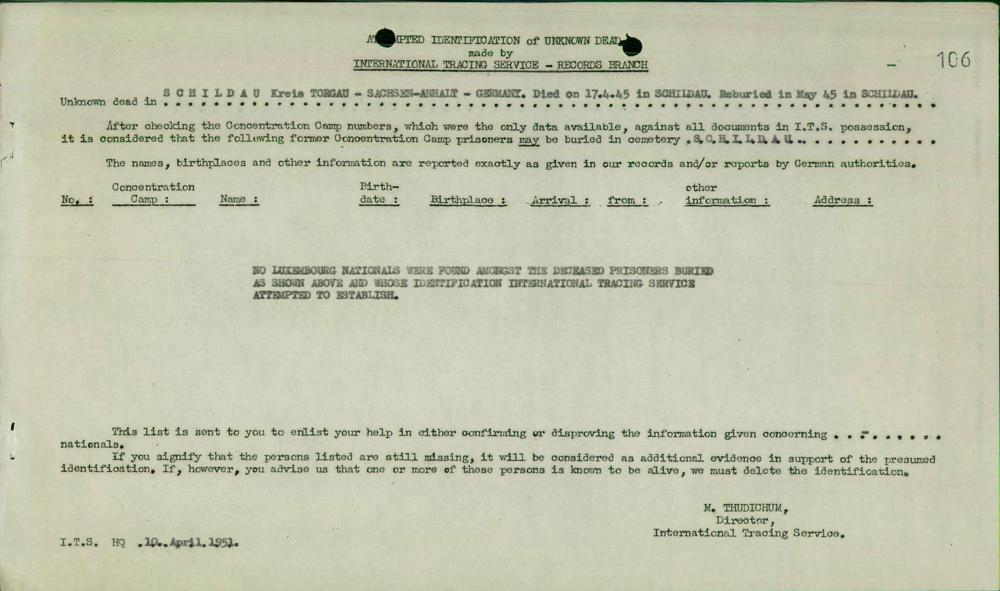 ATTEMPTED IDENTIFICATION of UNKNOWN DEAD
made by
INTERNATIONAL TRACING SERVICE - RECORDS BRANCH
- 106
Unknown dead in S C H I L D A U Kreis TORGAU - SACHSEN-ANHALT - GERMANY. Died on 17.4.45 in SCHILDAU. Reburied in May 45 in SCHILDAU.
After checking the Concentration Camp numbers, which were the only data available, against all documents in I.T.S. possession,
it is considered that the following former Concentration Camp prisoners may be buried in cemetery .S.C.H.I.L.D.A.U. . . . . . . . . . .
The names, birthplaces and other information are reported exactly as given in our records and/or reports by German authorities.
No. : Concentration Camp : Name : Birth-date : Birthplace : Arrival : from : other information : Address :
NO LUXEMBOURG NATIONALS WERE FOUND AMONGST THE DECEASED PRISONERS BURIED
AS SHOWN ABOVE AND WHOSE IDENTIFICATION INTERNATIONAL TRACING SERVICE
ATTEMPTED TO ESTABLISH.
This list is sent to you to enlist your help in either confirming or disproving the information given concerning . . .-. . . . . .
nationals.
If you signify that the persons listed are still missing, it will be considered as additional evidence in support of the presumed
identification. If, however, you advise us that one or more of these persons is known to be alive, we must delete the identification.
M. THUDICHUM,
Director,
International Tracing Service.
I.T.S. HQ .10. April 1951.